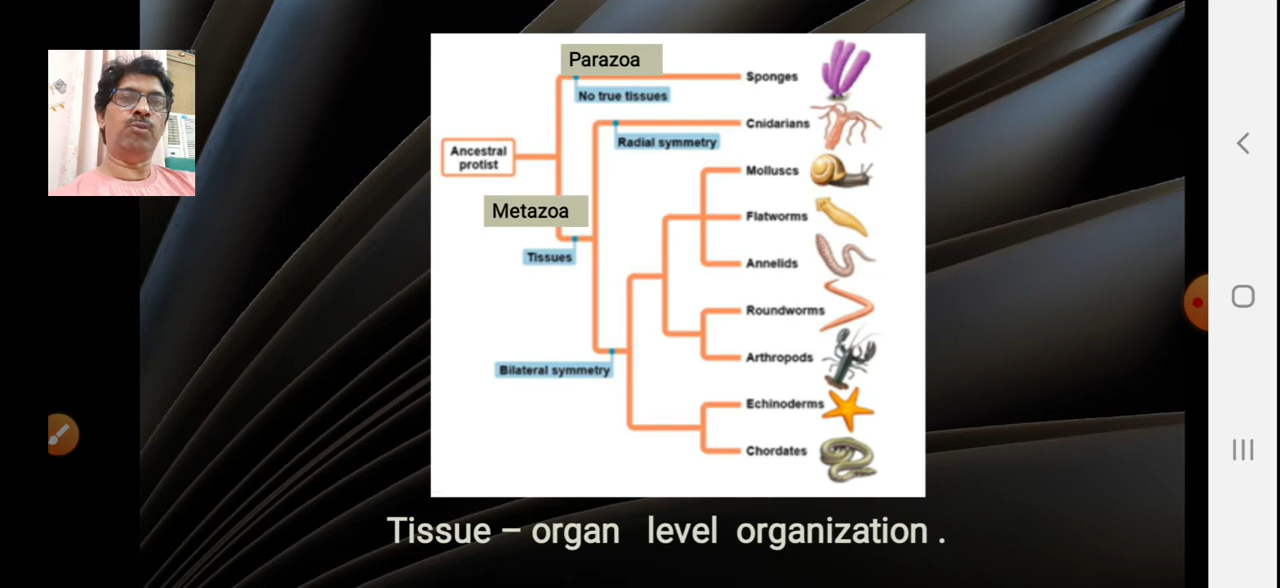 Parazoa
Sponges
No true tissues
Cnidarians
Radial symmetry
Ancestral
protist
Molluscs
Metazoa
Flatworms
Tissues
Annelids
Roundworms
Arthropods
Bilateral symmetry
Echinoderms
Chordates
Tissue – organ level organization .